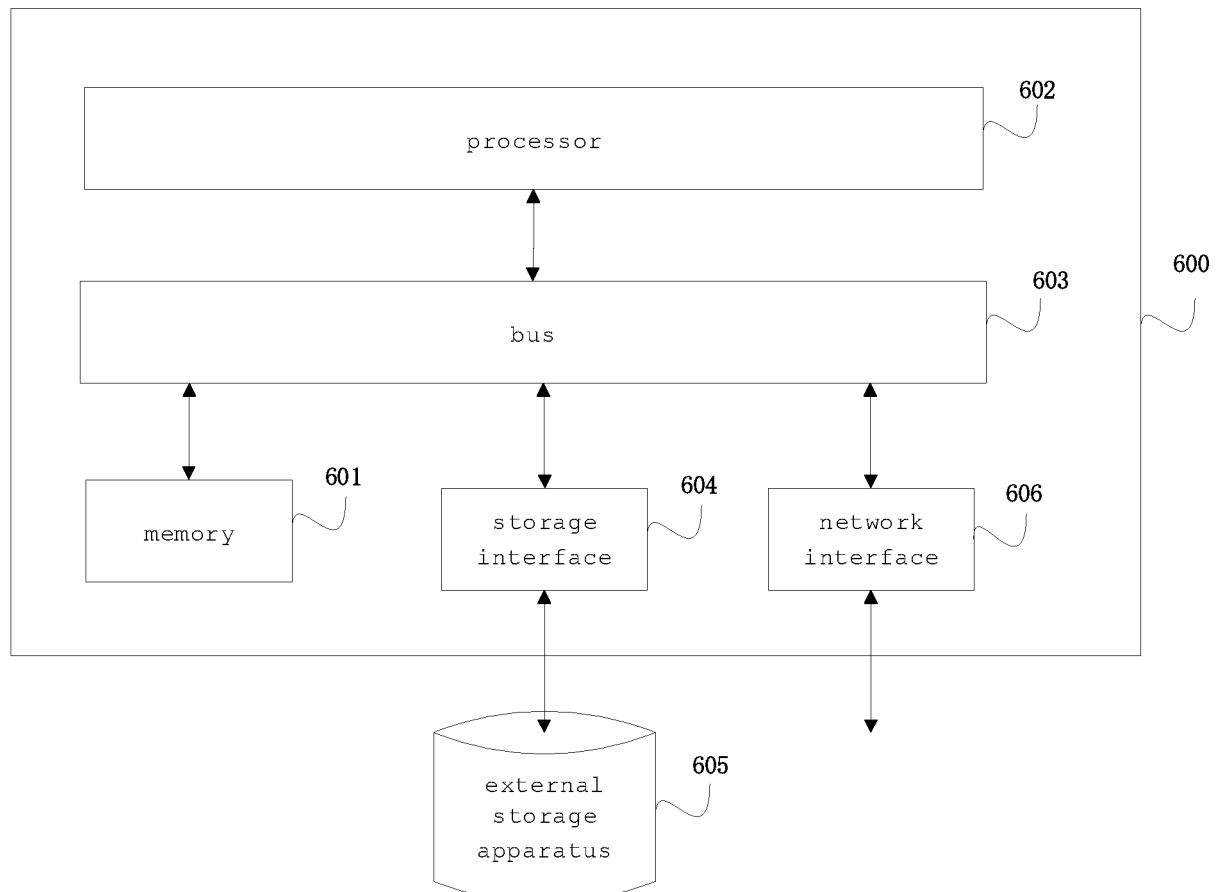 602
processor
603
bus
600
601
memory
604
storage
interface
606
network
interface
605
external
storage
apparatus